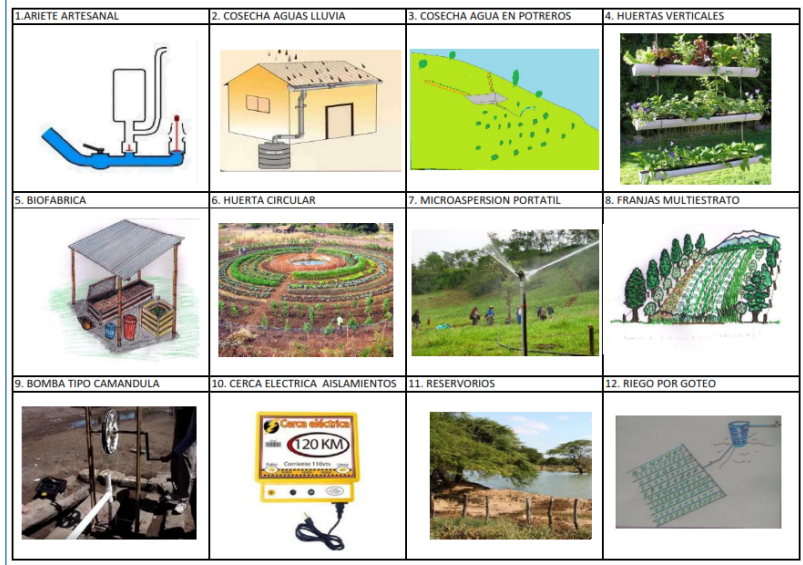 1.ARIETE ARTESANAL
2. COSECHA AGUAS LLUVIA
3. COSECHA AGUA EN POTREROS
4. HUERTAS VERTICALES
5. BIOFABRICA
6. HUERTA CIRCULAR
7. MICROASPERSION PORTATIL
8. FRANJAS MULTIESTRATO
9. BOMBA TIPO CAMANDULA
10. CERCA ELECTRICA  AISLAMIENTOS
11. RESERVORIOS
12. RIEGO POR GOTEO
Cerca eléctrica
120 KM
Pulso Corriente 110vts Línea